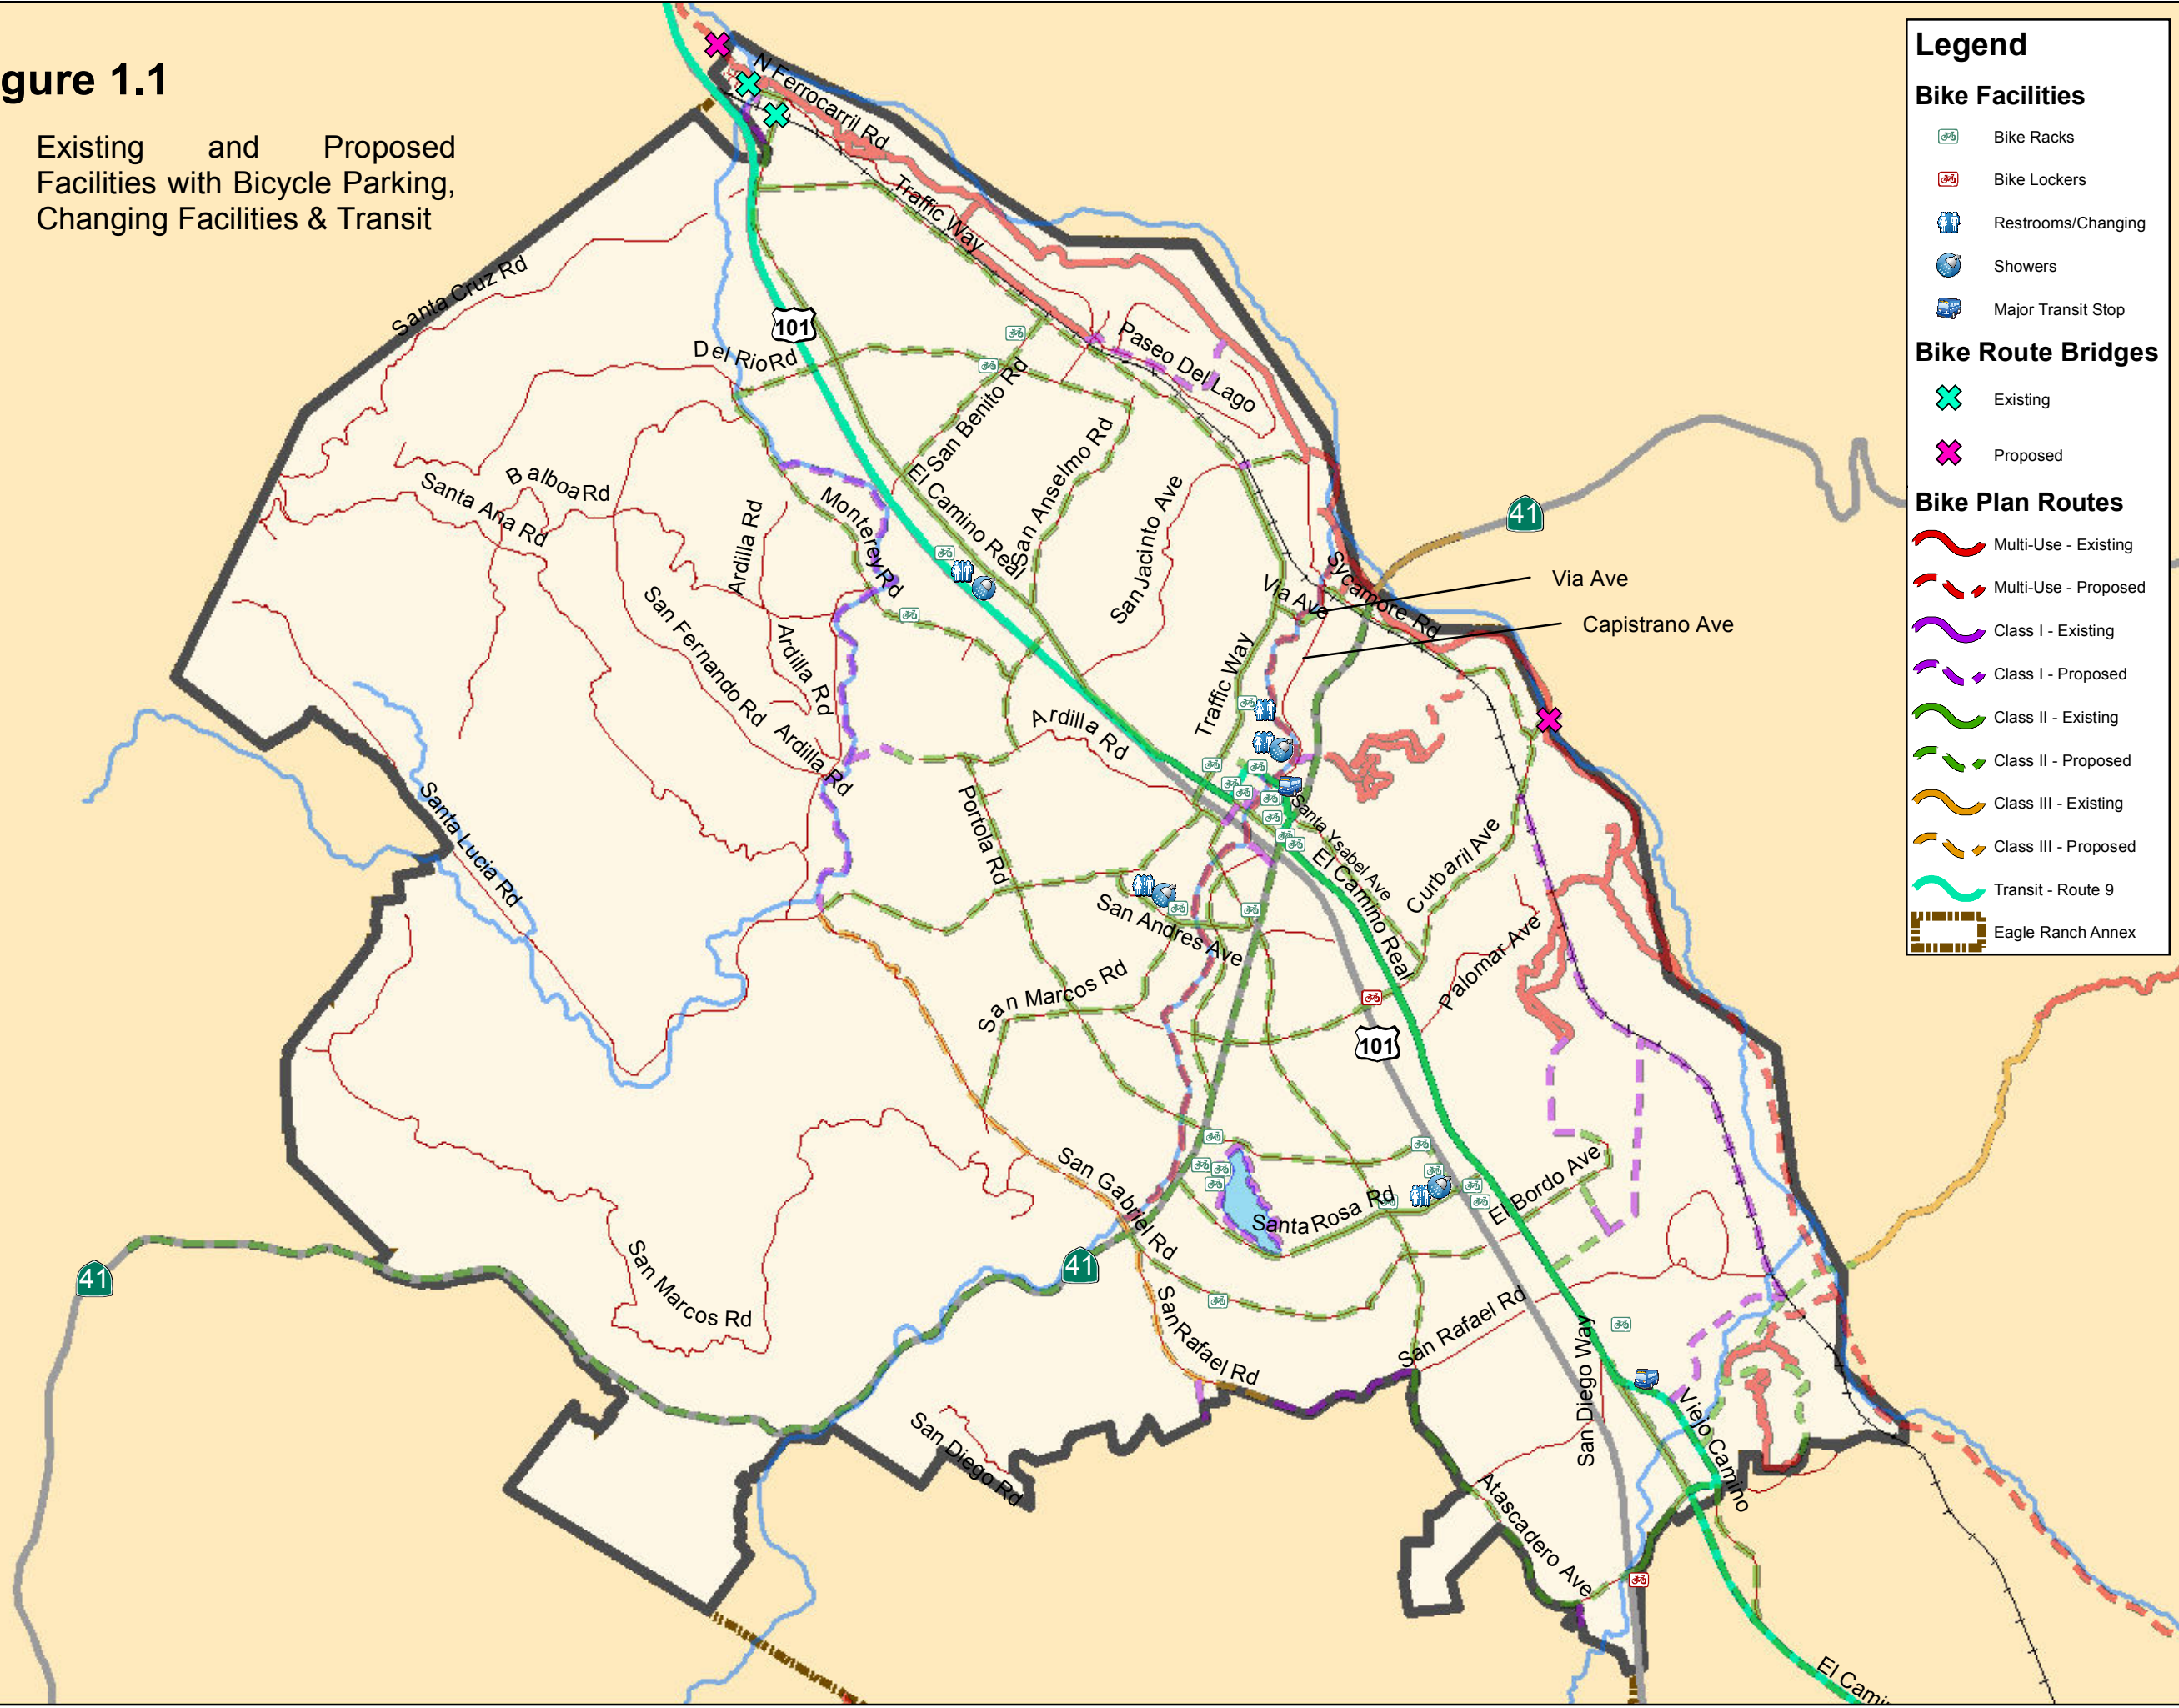 gure 1.1
Existing and Proposed
Facilities with Bicycle Parking,
Changing Facilities & Transit
Legend
Bike Facilities
Bike Racks
Bike Lockers
Restrooms/Changing
Showers
Major Transit Stop
Bike Route Bridges
Existing
Proposed
Bike Plan Routes
Multi-Use - Existing
Multi-Use - Proposed
Class I - Existing
Class I - Proposed
Class II - Existing
Class II - Proposed
Class III - Existing
Class III - Proposed
Transit - Route 9
Eagle Ranch Annex
N Ferrocarril Rd
Traffic Way
Santa Cruz Rd
101
Del Rio Rd
Paseo Del Lago
San Benito Rd
El Camino Real
San Anselmo Rd
San Jacinto Ave
Balboa Rd
Santa Ana Rd
Monterey Rd
Ardilla Rd
41
Sycamore Rd
Via Ave
Via Ave
Capistrano Ave
San Fernando Rd
Ardilla Rd
Traffic Way
Ardilla Rd
Ardilla Rd
Santa Lucia Rd
Portola Rd
Santa Ysabel Ave
El Camino Real
Curbaril Ave
San Andres Ave
Palomar Ave
San Marcos Rd
101
San Gabriel Rd
Santa Rosa Rd
El Bordo Ave
41
41
San Marcos Rd
San Rafael Rd
San Rafael Rd
San Diego Way
Viejo Camino
San Diego Rd
Atascadero Ave
El Cami